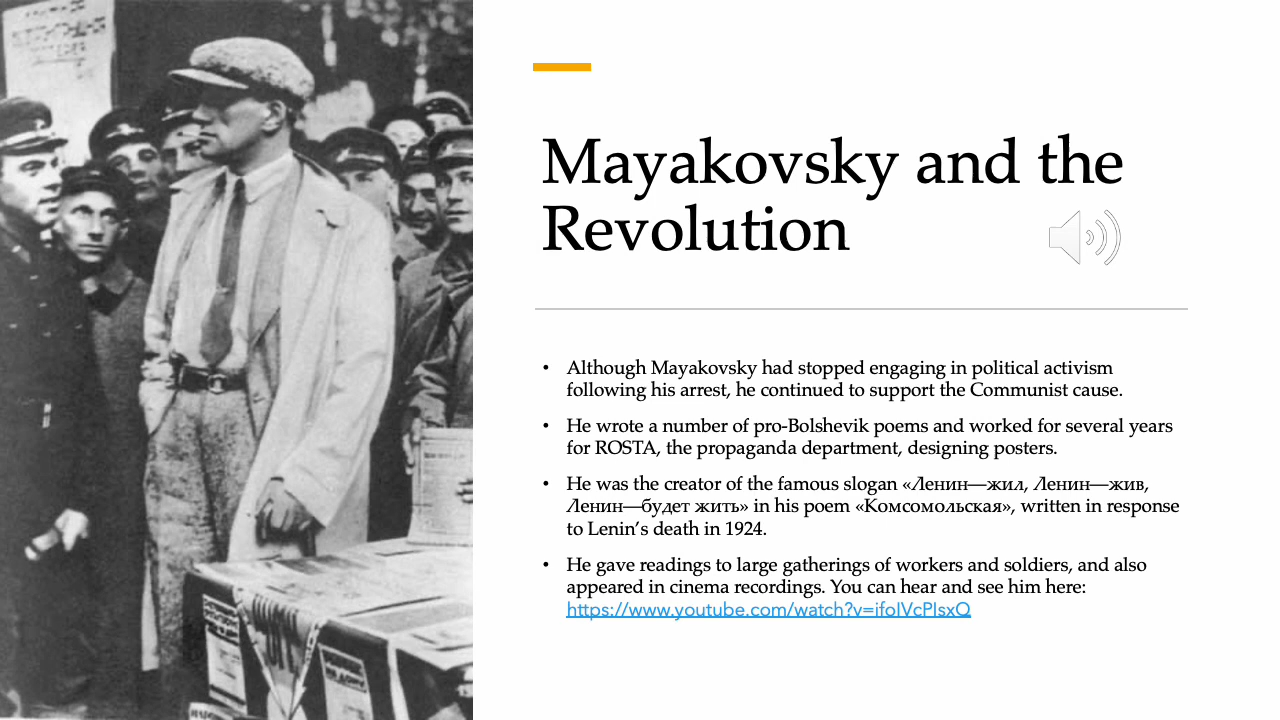 Mayakovsky and the
Revolution
• Although Mayakovsky had stopped engaging in political activism
following his arrest, he continued to support the Communist cause.
• He wrote a number of pro-Bolshevik poems and worked for several years
for ROSTA, the propaganda department, designing posters.
• He was the creator of the famous slogan «Ленин—жил, Ленин—жив,
Ленин—будет жить» in his poem «Комсомольская», written in response
to Lenin’s death in 1924.
• He gave readings to large gatherings of workers and soldiers, and also
appeared in cinema recordings. You can hear and see him here:
https://www.youtube.com/watch?v=ifoIVcPIsxQ